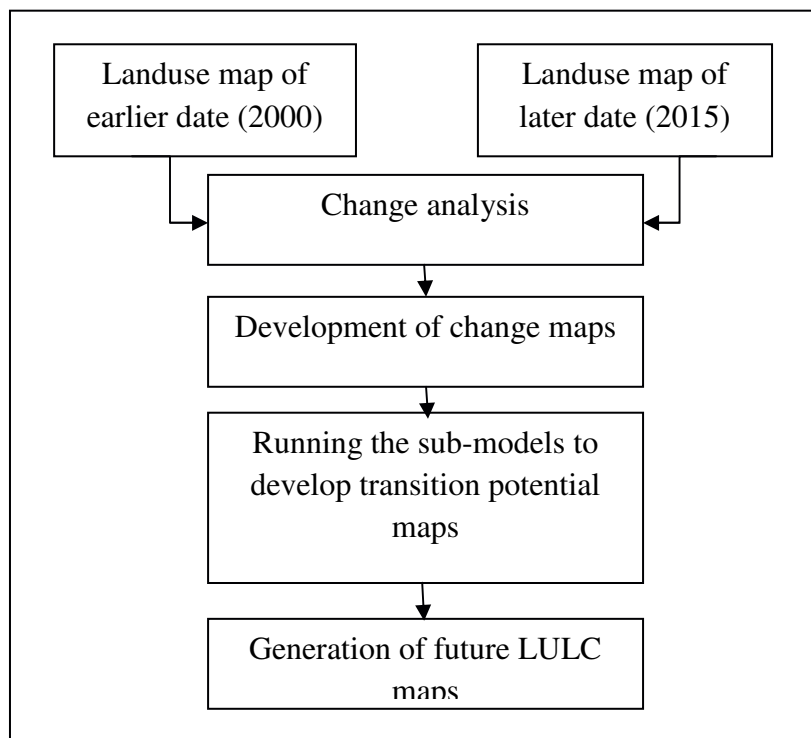 Landuse map of
earlier date (2000)
Landuse map of
later date (2015)
Change analysis
Development of change maps
Running the sub-models to
develop transition potential
maps
Generation of future LULC
maps